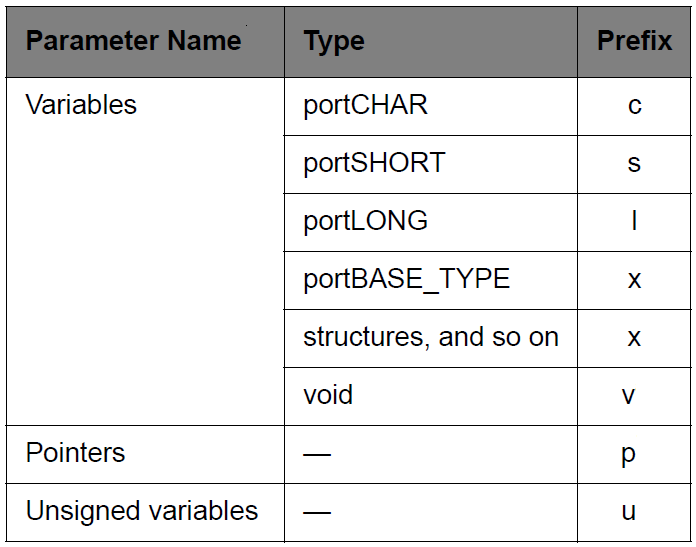 Parameter Name Type Prefix
Variables portCHAR c
portSHORT s
portLONG l
portBASE_TYPE x
structures, and so on x
void v
Pointers — p
Unsigned variables — u